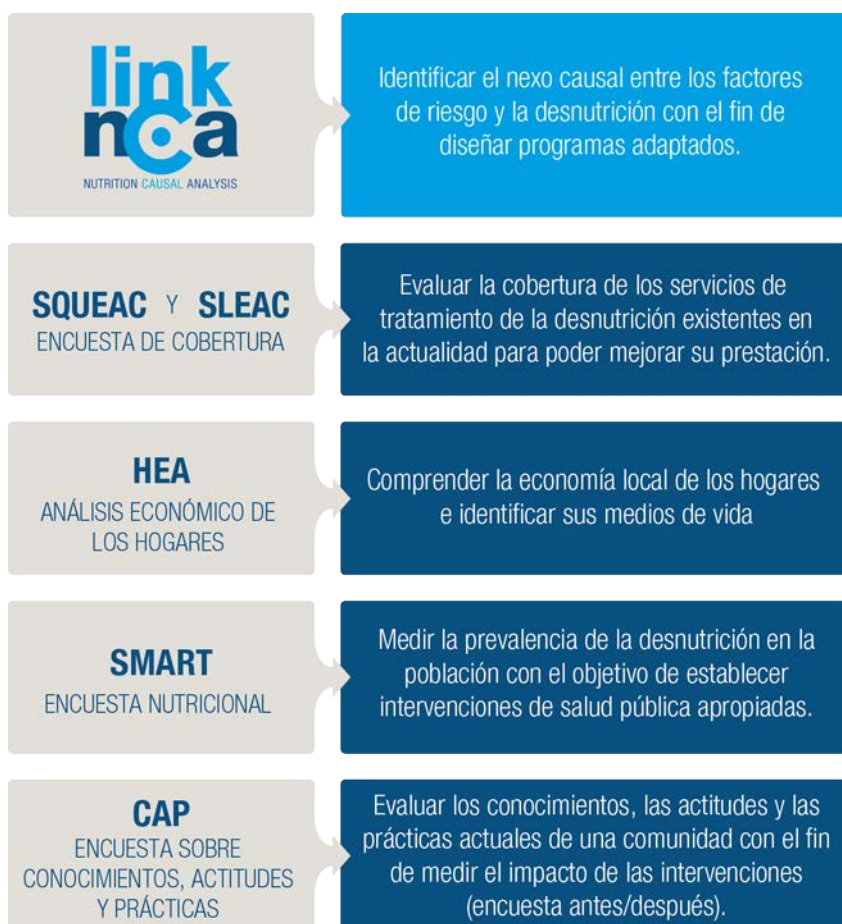 link
nca
NUTRITION CAUSAL ANALYSIS
Identificar el nexo causal entre los factores
de riesgo y la desnutrición con el fin de
diseñar programas adaptados.
SQUEAC Y SLEAC
ENCUESTA DE COBERTURA
Evaluar la cobertura de los servicios de
tratamiento de la desnutrición existentes en
la actualidad para poder mejorar su prestación.
HEA
ANÁLISIS ECONÓMICO DE
LOS HOGARES
Comprender la economía local de los hogares
e identificar sus medios de vida
SMART
ENCUESTA NUTRICIONAL
Medir la prevalencia de la desnutrición en la
población con el objetivo de establecer
intervenciones de salud pública apropiadas.
CAP
ENCUESTA SOBRE
CONOCIMIENTOS, ACTITUDES
Y PRÁCTICAS
Evaluar los conocimientos, las actitudes y las
prácticas actuales de una comunidad con el fin
de medir el impacto de las intervenciones
(encuesta antes/después).